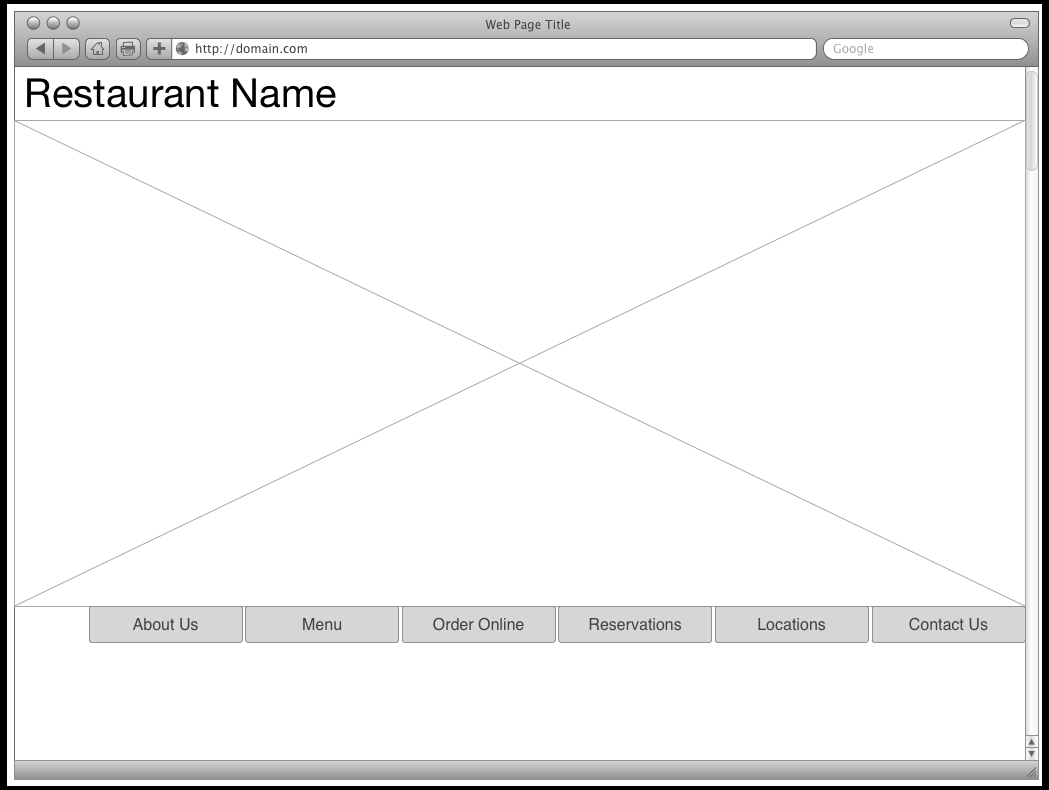 Web Page Title
http://domain.com
Google
Restaurant Name
About Us
Menu
Order Online
Reservations
Locations
Contact Us